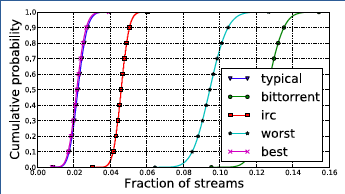 1.0
0.9
0.8
0.7
0.6
0.5
0.4
0.3
0.2
0.1
0.0
Cumulative probability
typical
bittorrent
irc
worst
best
0.00 0.02 0.04 0.06 0.08 0.10 0.12 0.14 0.16
Fraction of streams